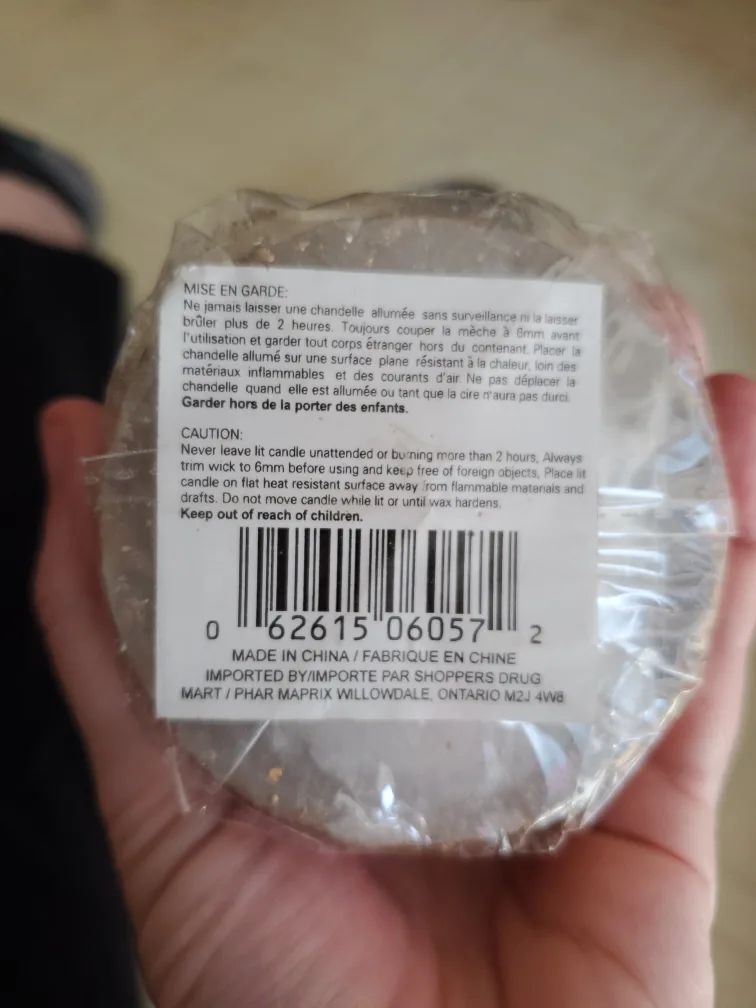 MISE EN GARDE:
Ne jamais laisser une chandelle allumée sans surveillance ni la laisser
brûler plus de 2 heures. Toujours couper la mèche à 6mm avant
l'utilisation et garder tout corps étranger hors du contenant. Placer la
chandelle allumé sur une surface plane résistant à la chaleur, loin des
matériaux inflammables et des courants d'air. Ne pas déplacer la
chandelle quand elle est allumée ou tant que la cire n'aura pas durci.
Garder hors de la porter des enfants.
CAUTION:
Never leave lit candle unattended or burning more than 2 hours, Always
trim wick to 6mm before using and keep free of foreign objects, Place lit
candle on flat heat resistant surface away from flammable materials and
drafts. Do not move candle while lit or until wax hardens.
Keep out of reach of children.
0 62615 06057 2
MADE IN CHINA / FABRIQUE EN CHINE
IMPORTED BY/IMPORTE PAR SHOPPERS DRUG
MART / PHAR MAPRIX WILLOWDALE, ONTARIO M2J 4W8